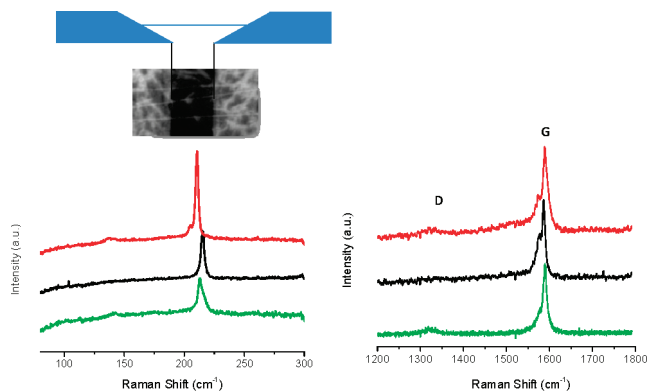 G
D
Intensity (a.u.)
100 150 200 250 300
Raman Shift (cm⁻¹)
Intensity (a.u.)
1200 1300 1400 1500 1600 1700 1800
Raman Shift (cm⁻¹)